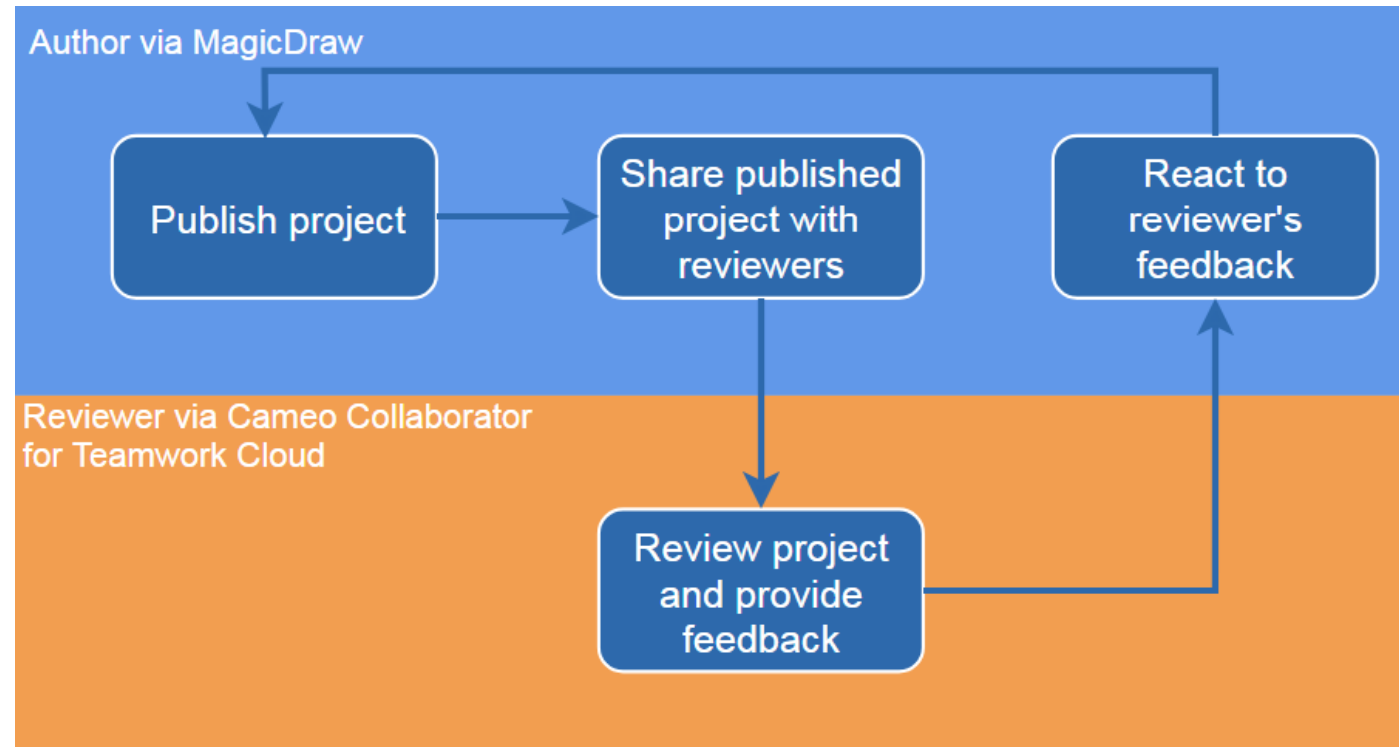 Author via MagicDraw
Publish project
Share published
project with
reviewers
React to
reviewer's
feedback
Reviewer via Cameo Collaborator
for Teamwork Cloud
Review project
and provide
feedback